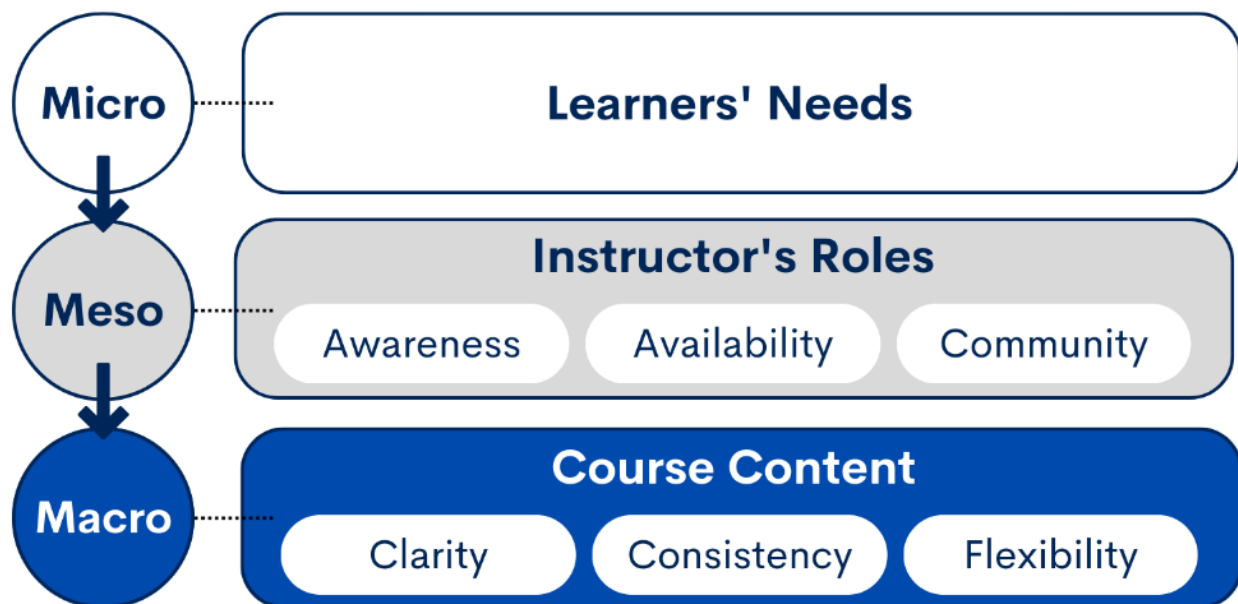 Micro
Learners' Needs
Meso
Instructor's Roles
Awareness Availability Community
Macro
Course Content
Clarity Consistency Flexibility